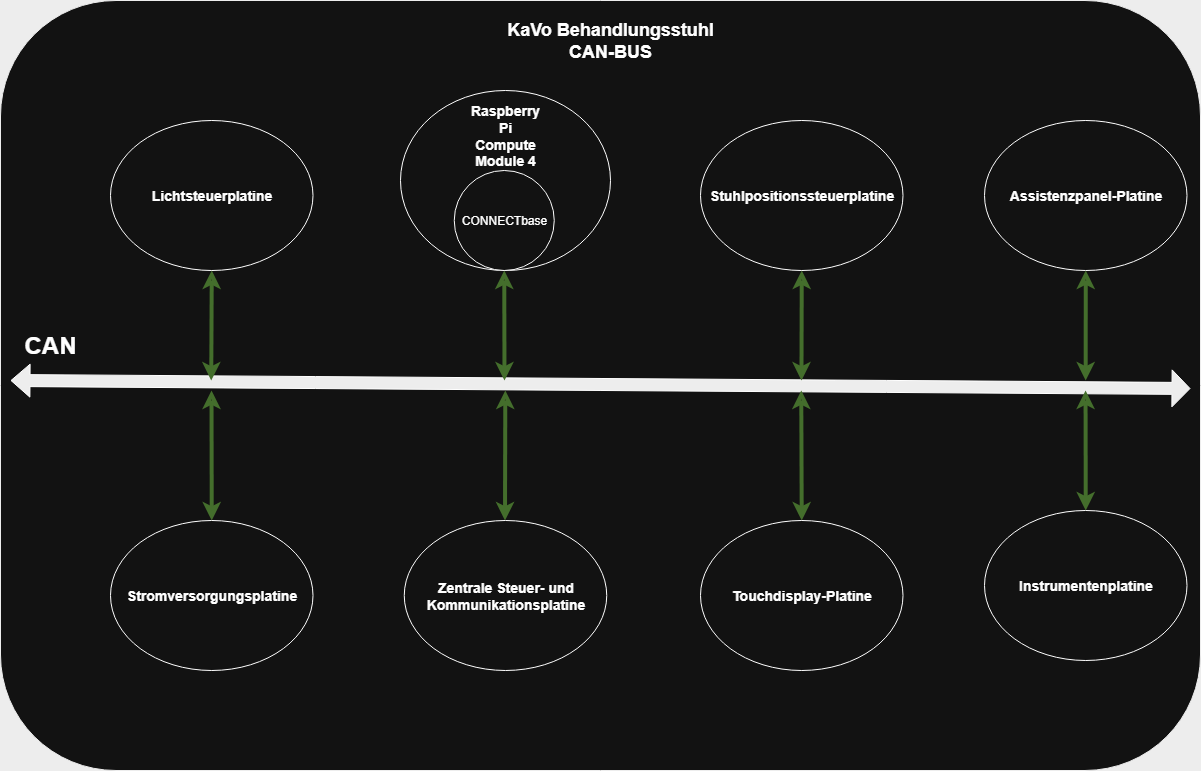 KaVo Behandlungsstuhl
CAN-BUS
Raspberry
Pi
Compute
Module 4
CONNECTbase
Lichtsteuerplatine
Stuhlpositionssteuerplatine
Assistenzpanel-Platine
CAN
Stromversorgungsplatine
Zentrale Steuer- und
Kommunikationsplatine
Touchdisplay-Platine
Instrumentenplatine